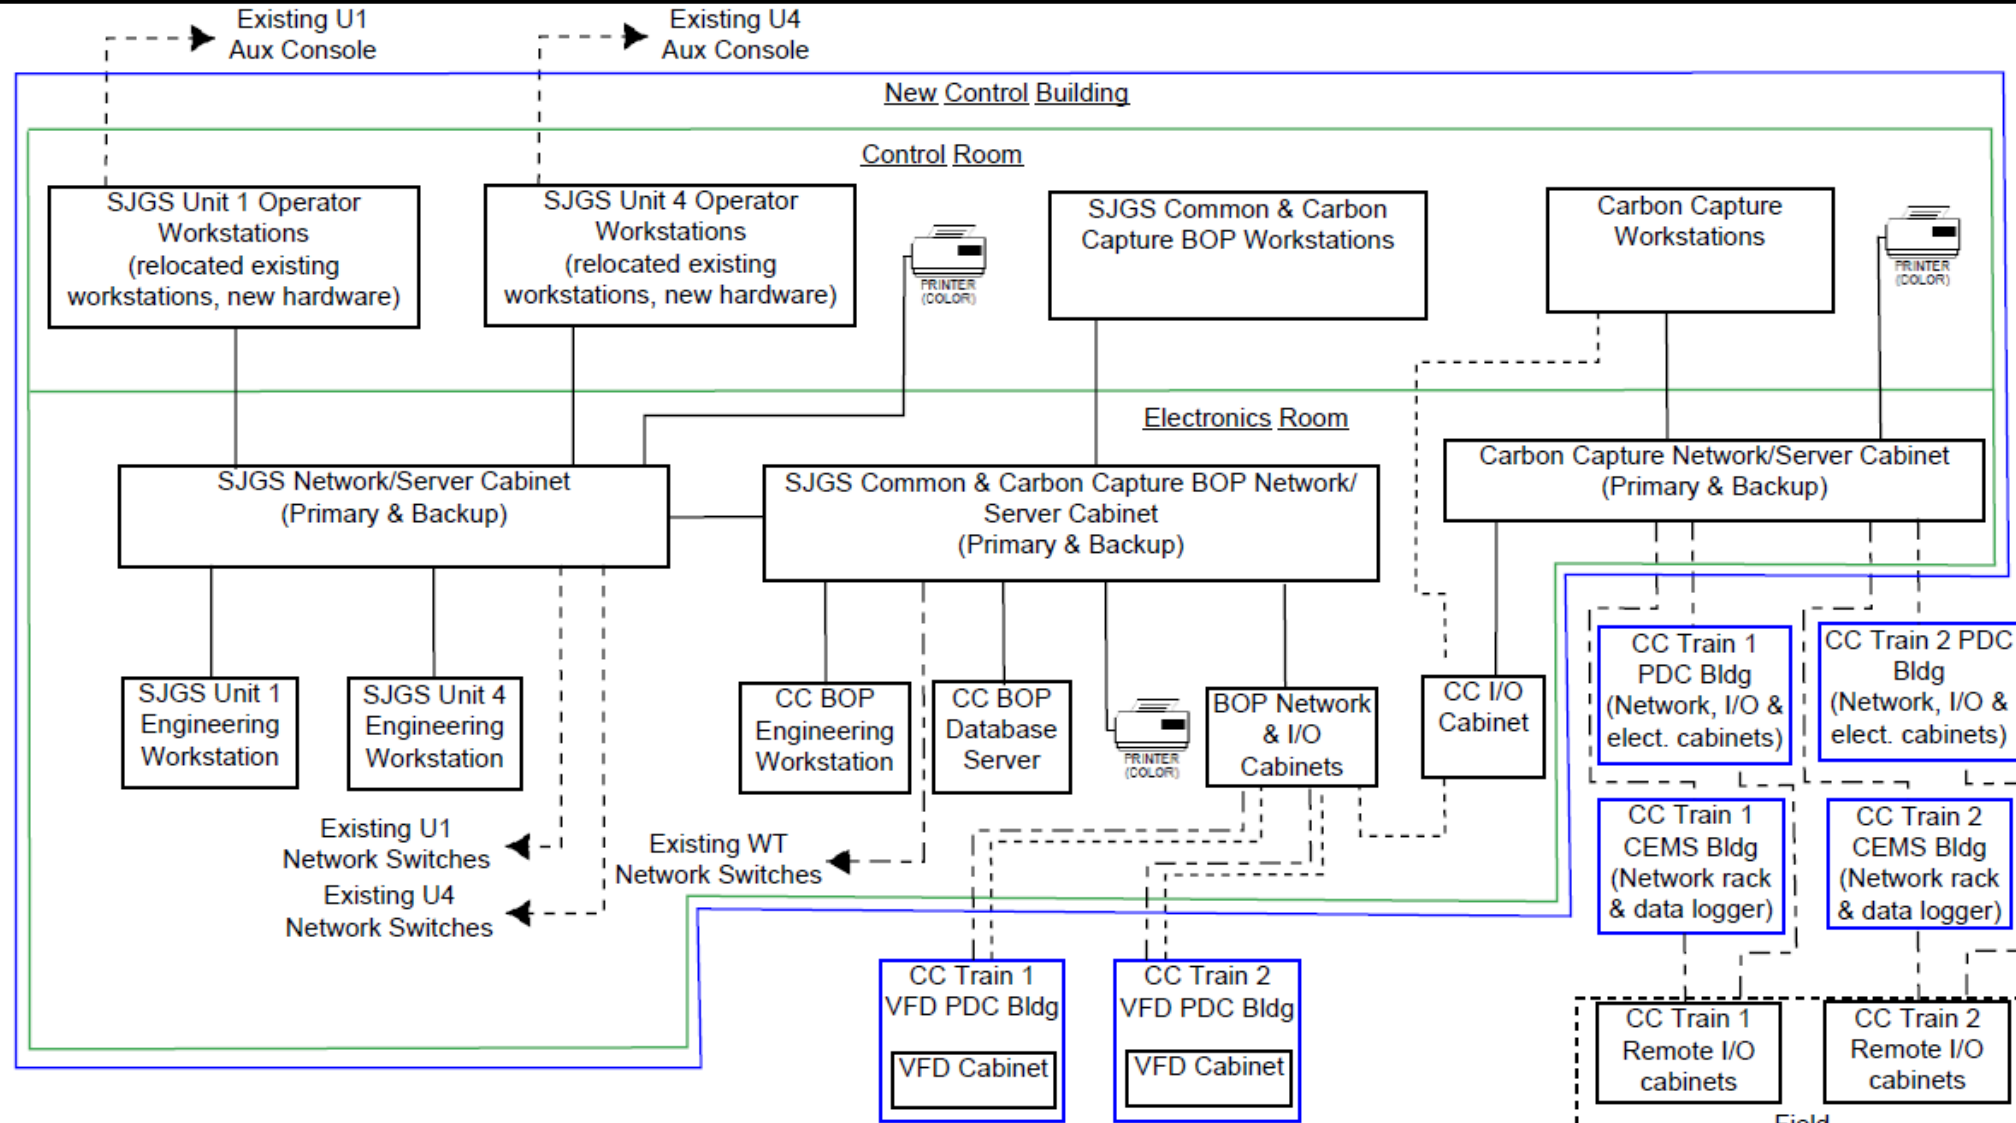 Existing U1
Aux Console
Existing U4
Aux Console
New Control Building
Control Room
SJGS Unit 1 Operator
Workstations
(relocated existing
workstations, new hardware)
SJGS Unit 4 Operator
Workstations
(relocated existing
workstations, new hardware)
PRINTER
(COLOR)
SJGS Common & Carbon
Capture BOP Workstations
Carbon Capture
Workstations
PRINTER
(COLOR)
Electronics Room
SJGS Network/Server Cabinet
(Primary & Backup)
SJGS Common & Carbon Capture BOP Network/
Server Cabinet
(Primary & Backup)
Carbon Capture Network/Server Cabinet
(Primary & Backup)
SJGS Unit 1
Engineering
Workstation
SJGS Unit 4
Engineering
Workstation
CC BOP
Engineering
Workstation
CC BOP
Database
Server
PRINTER
(COLOR)
BOP Network
& I/O
Cabinets
CC I/O
Cabinet
CC Train 1
PDC Bldg
(Network, I/O &
elect. cabinets)
CC Train 2 PDC
Bldg
(Network, I/O &
elect. cabinets)
Existing U1
Network Switches
Existing U4
Network Switches
Existing WT
Network Switches
CC Train 1
CEMS Bldg
(Network rack
& data logger)
CC Train 2
CEMS Bldg
(Network rack
& data logger)
CC Train 1
VFD PDC Bldg
VFD Cabinet
CC Train 2
VFD PDC Bldg
VFD Cabinet
CC Train 1
Remote I/O
cabinets
CC Train 2
Remote I/O
cabinets
Field